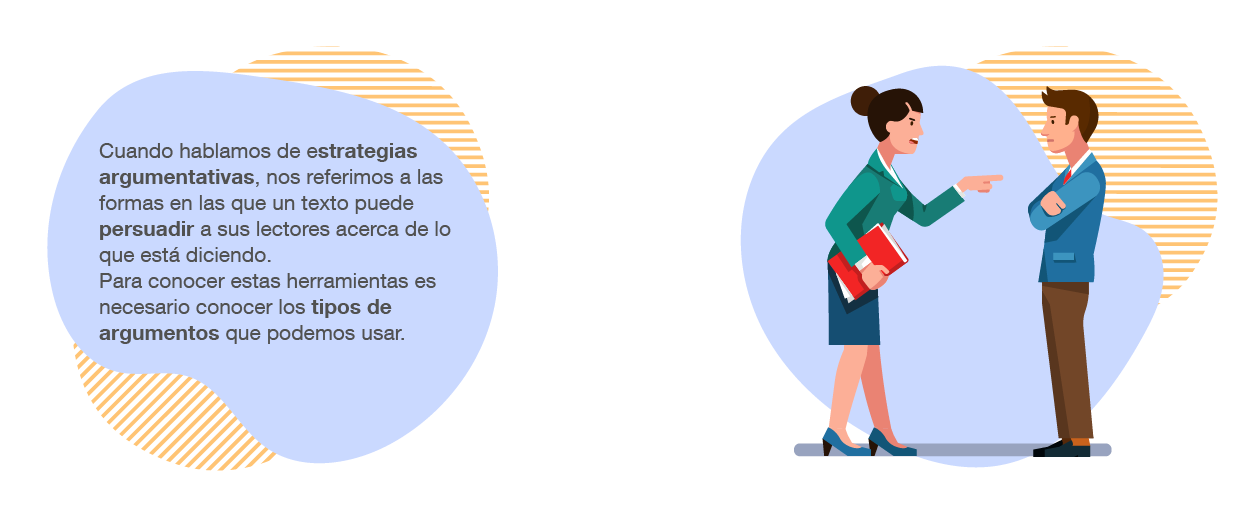 Cuando hablamos de estrategias
argumentativas, nos referimos a las
formas en las que un texto puede
persuadir a sus lectores acerca de lo
que está diciendo.
Para conocer estas herramientas es
necesario conocer los tipos de
argumentos que podemos usar.